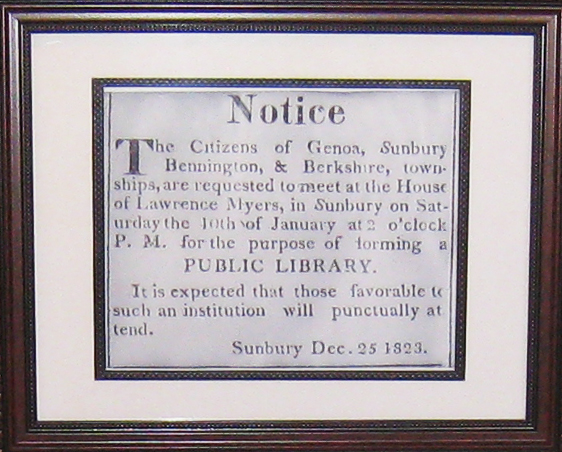 Notice
The Citizens of Genoa, Sunbury
Bennington, & Berkshire, town-
ships, are requested to meet at the House
of Lawrence Myers, in Sunbury on Sat-
urday the 10th of January at 2 o'clock
P. M. for the purpose of forming a
PUBLIC LIBRARY.
It is expected that those favorable to
such an institution will punctually at
tend.
Sunbury Dec. 25 1823.